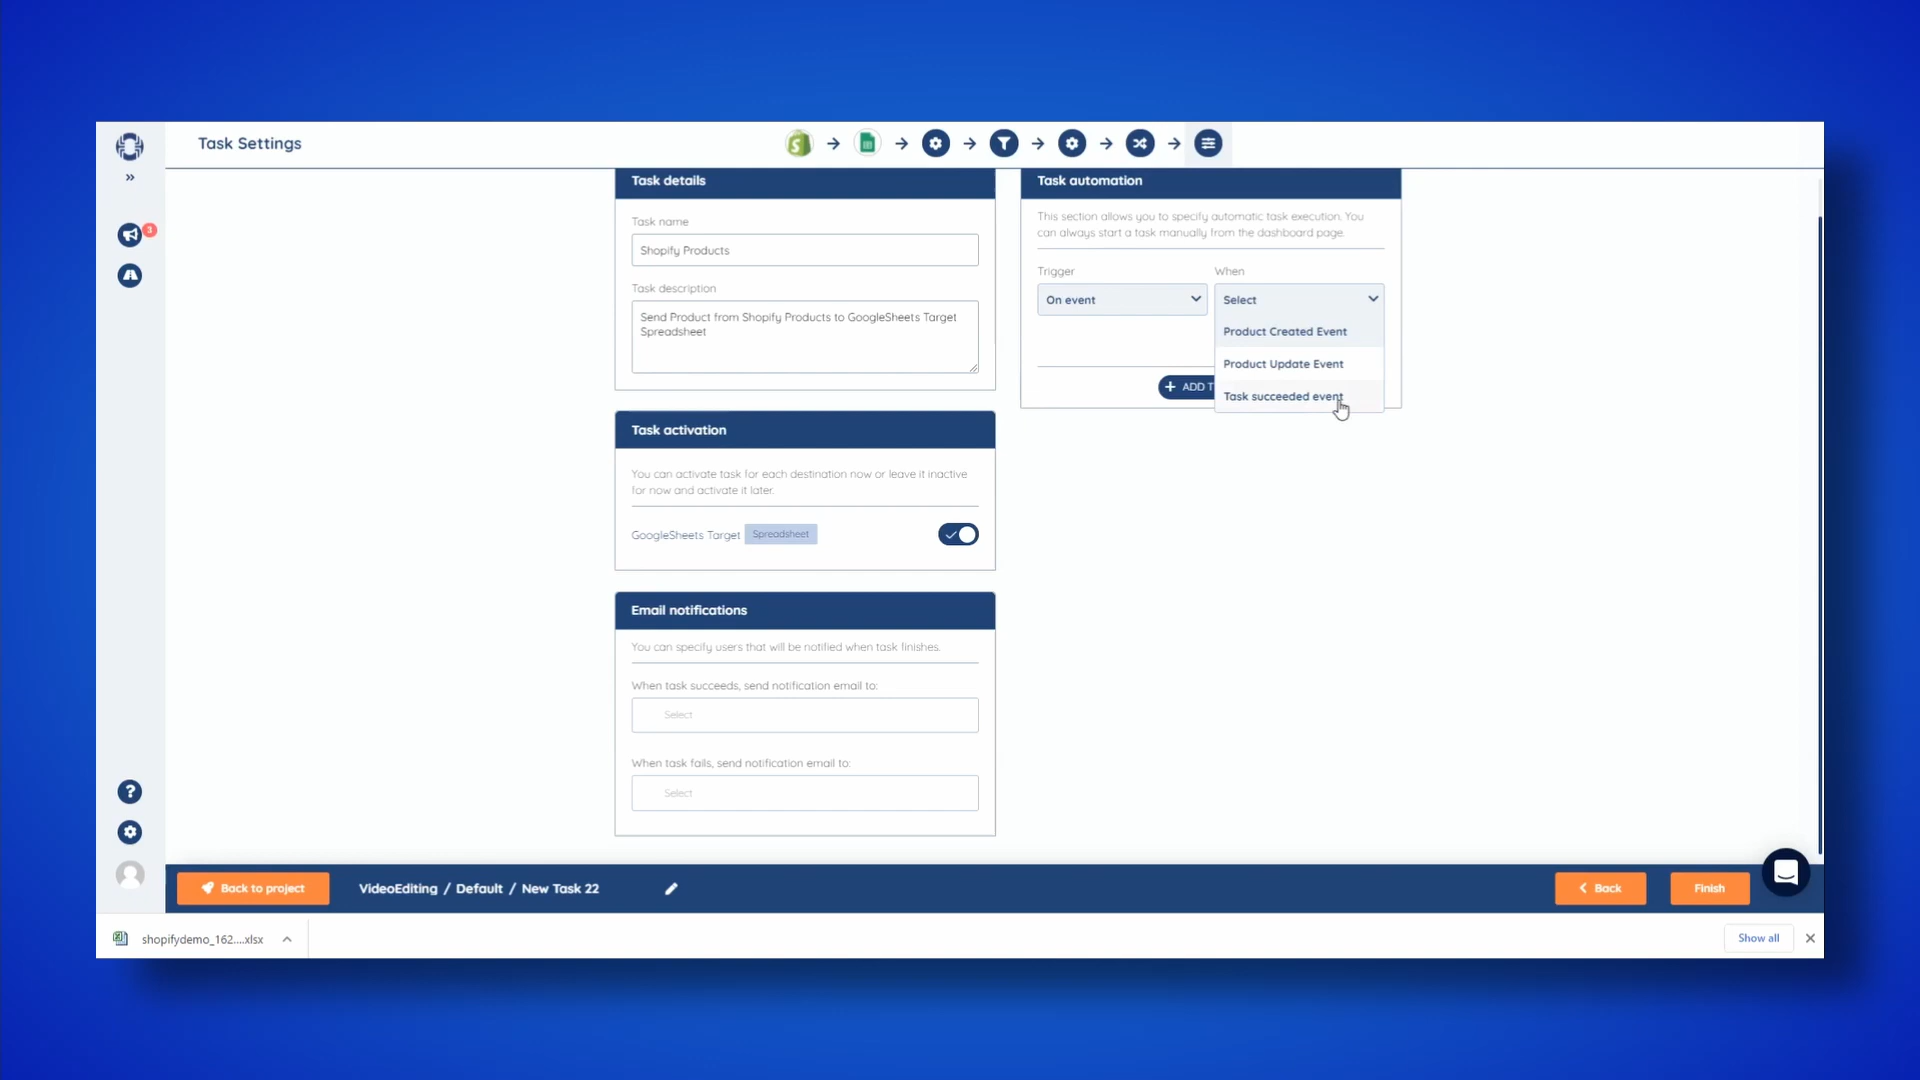 Task Settings
»
3
Task details
Task name
Shopify Products
Task description
Send Product from Shopify Products to GoogleSheets Target
Spreadsheet
Task automation
This section allows you to specify automatic task execution. You
can always start a task manually from the dashboard page.
Trigger
When
On event
Select
Product Created Event
Product Update Event
Task succeeded event
+ ADD T
Task activation
You can activate task for each destination now or leave it inactive
for now and activate it later.
GoogleSheets Target Spreadsheet
Email notifications
You can specify users that will be notified when task finishes.
When task succeeds, send notification email to:
Select
When task fails, send notification email to:
Select
?
Back to project
VideoEditing / Default / New Task 22
Back
Finish
shopifydemo_162....xlsx
Show all